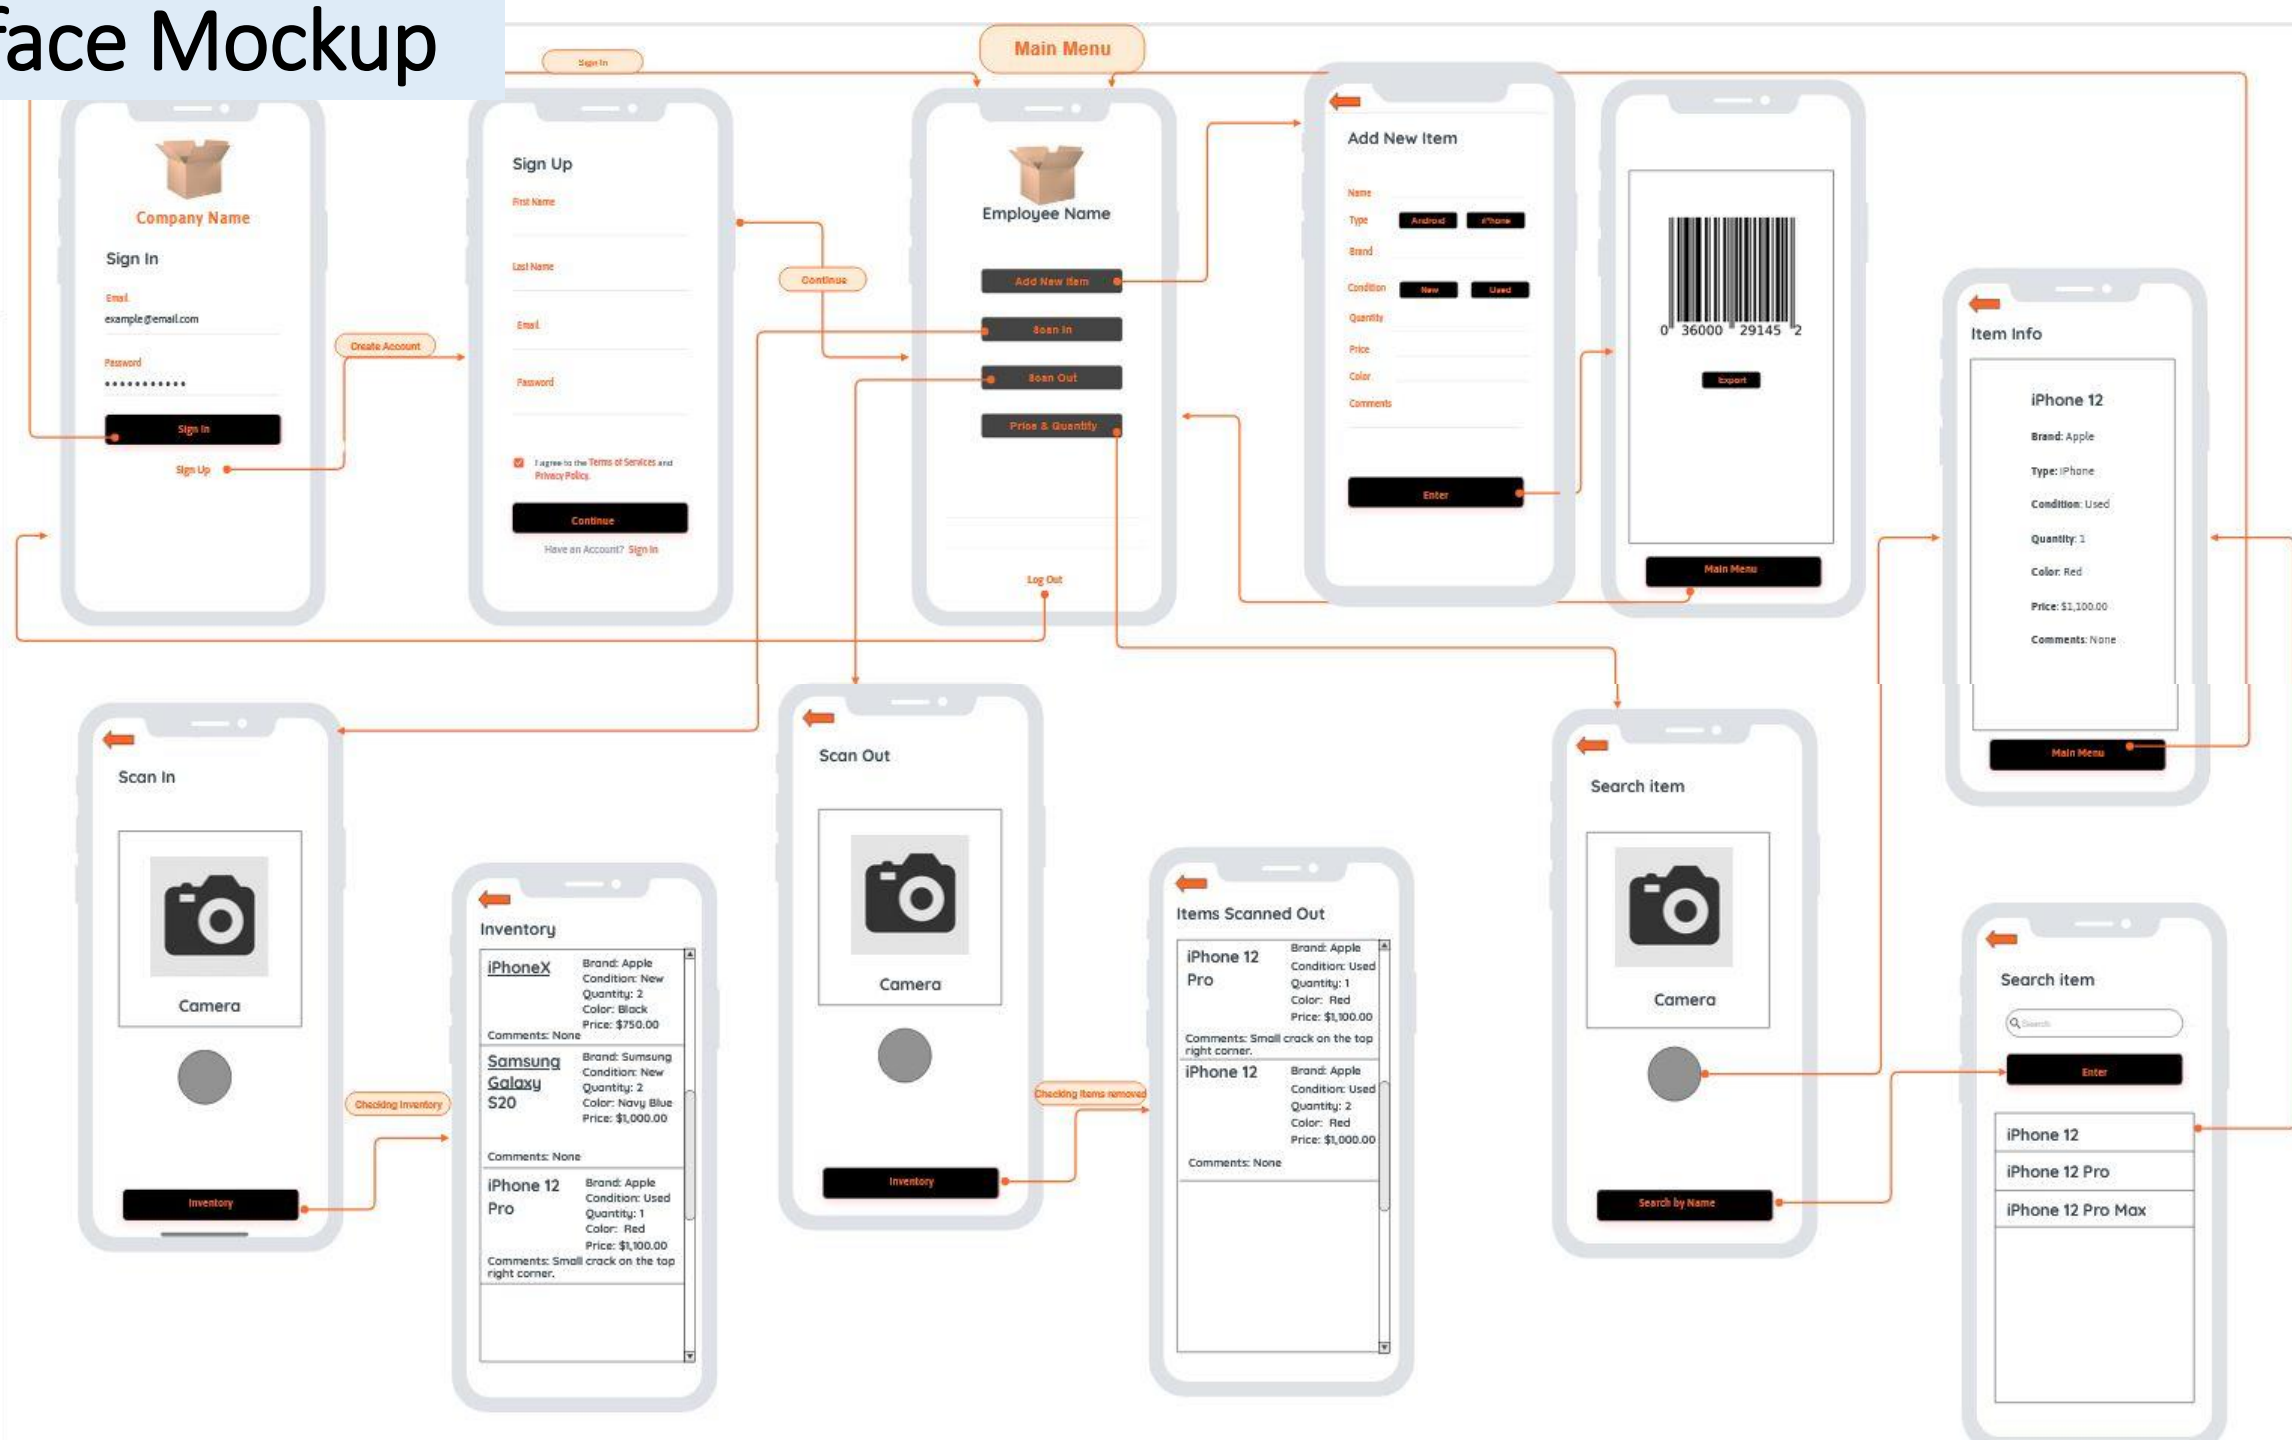 face Mockup
Sign In
Main Menu
Company Name
Sign In
Email
example@email.com
Password
Sign In
Sign Up
Create Account
Sign Up
First Name
Last Name
Email
Password
I agree to the Terms of Services and
Privacy Policy.
Continue
Have an Account? Sign In
Continue
Employee Name
Add New Item
Scan In
Scan Out
Price & Quantity
Log Out
Add New Item
Name
Type Android iPhone
Brand
Condition New Used
Quantity
Price
Color
Comments
Enter
0 36000 29145 2
Export
Main Menu
Item Info
iPhone 12
Brand: Apple
Type: iPhone
Condition: Used
Quantity: 1
Color: Red
Price: $1,100.00
Comments: None
Main Menu
Scan In
Camera
Inventory
Checking Inventory
Inventory
iPhoneX
Brand: Apple
Condition: New
Quantity: 2
Color: Black
Price: $750.00
Comments: None
Samsung
Galaxy
S20
Brand: Sumsung
Condition: New
Quantity: 2
Color: Navy Blue
Price: $1,000.00
Comments: None
iPhone 12
Pro
Brand: Apple
Condition: Used
Quantity: 1
Color: Red
Price: $1,100.00
Comments: Small crack on the top
right corner.
Scan Out
Camera
Inventory
Checking Items removed
Items Scanned Out
iPhone 12
Pro
Brand: Apple
Condition: Used
Quantity: 1
Color: Red
Price: $1,100.00
Comments: Small crack on the top
right corner.
iPhone 12
Brand: Apple
Condition: Used
Quantity: 2
Color: Red
Price: $1,000.00
Comments: None
Search item
Camera
Search by Name
Search item
Search
Enter
iPhone 12
iPhone 12 Pro
iPhone 12 Pro Max